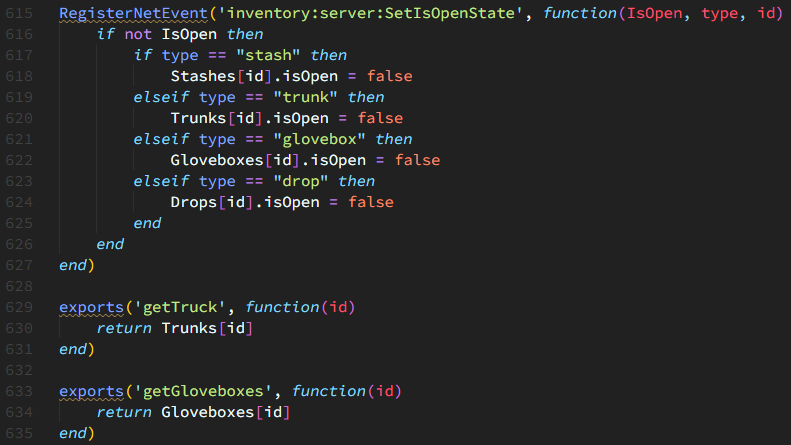 615 RegisterNetEvent('inventory:server:SetIsOpenState', function(IsOpen, type, id)
616     if not IsOpen then
617         if type == "stash" then
618             Stashes[id].isOpen = false
619         elseif type == "trunk" then
620             Trunks[id].isOpen = false
621         elseif type == "glovebox" then
622             Gloveboxes[id].isOpen = false
623         elseif type == "drop" then
624             Drops[id].isOpen = false
625         end
626     end
627 end)
628
629 exports('getTruck', function(id)
630     return Trunks[id]
631 end)
632
633 exports('getGloveboxes', function(id)
634     return Gloveboxes[id]
635 end)